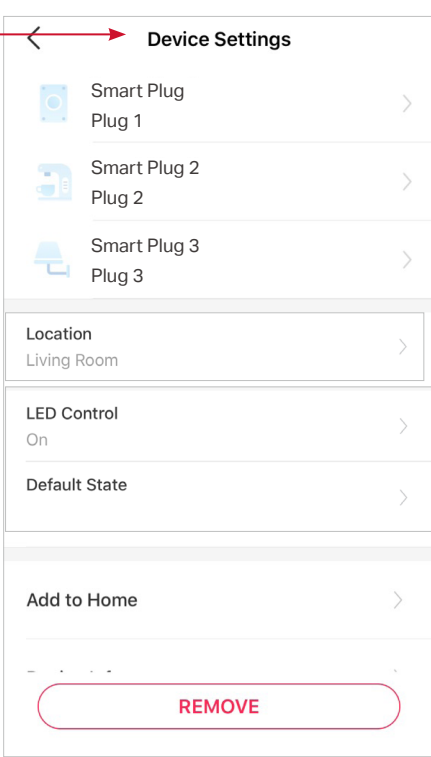 Device Settings
Smart Plug
Plug 1
Smart Plug 2
Plug 2
Smart Plug 3
Plug 3
Location
Living Room
LED Control
On
Default State
Add to Home
REMOVE